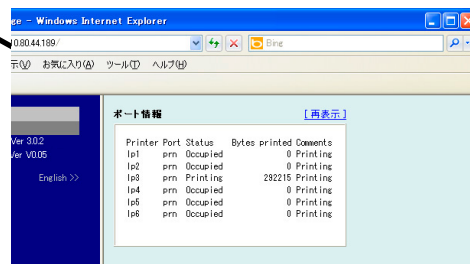 ge - Windows Internet Explorer
0.80.44.189/
Bing
示(V) お気に入り(A) ツール(T) ヘルプ(H)
ポート情報 [再表示]
Ver 3.0.2
Ver V0.05
English >>
Printer Port Status Bytes printed Comments
lp1 prn Occupied 0 Printing
lp2 prn Occupied 0 Printing
lp3 prn Printing 292215 Printing
lp4 prn Occupied 0 Printing
lp5 prn Occupied 0 Printing
lp6 prn Occupied 0 Printing